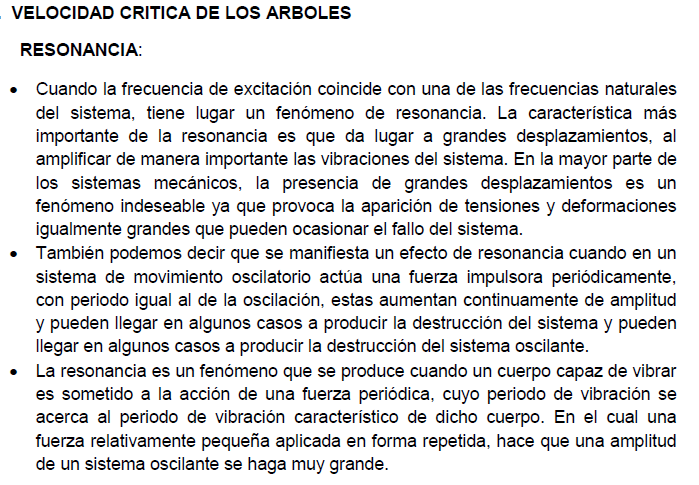 . VELOCIDAD CRITICA DE LOS ARBOLES
RESONANCIA:
• Cuando la frecuencia de excitación coincide con una de las frecuencias naturales
del sistema, tiene lugar un fenómeno de resonancia. La característica más
importante de la resonancia es que da lugar a grandes desplazamientos, al
amplificar de manera importante las vibraciones del sistema. En la mayor parte de
los sistemas mecánicos, la presencia de grandes desplazamientos es un
fenómeno indeseable ya que provoca la aparición de tensiones y deformaciones
igualmente grandes que pueden ocasionar el fallo del sistema.
• También podemos decir que se manifiesta un efecto de resonancia cuando en un
sistema de movimiento oscilatorio actúa una fuerza impulsora periódicamente,
con periodo igual al de la oscilación, estas aumentan continuamente de amplitud
y pueden llegar en algunos casos a producir la destrucción del sistema y pueden
llegar en algunos casos a producir la destrucción del sistema oscilante.
• La resonancia es un fenómeno que se produce cuando un cuerpo capaz de vibrar
es sometido a la acción de una fuerza periódica, cuyo periodo de vibración se
acerca al periodo de vibración característico de dicho cuerpo. En el cual una
fuerza relativamente pequeña aplicada en forma repetida, hace que una amplitud
de un sistema oscilante se haga muy grande.